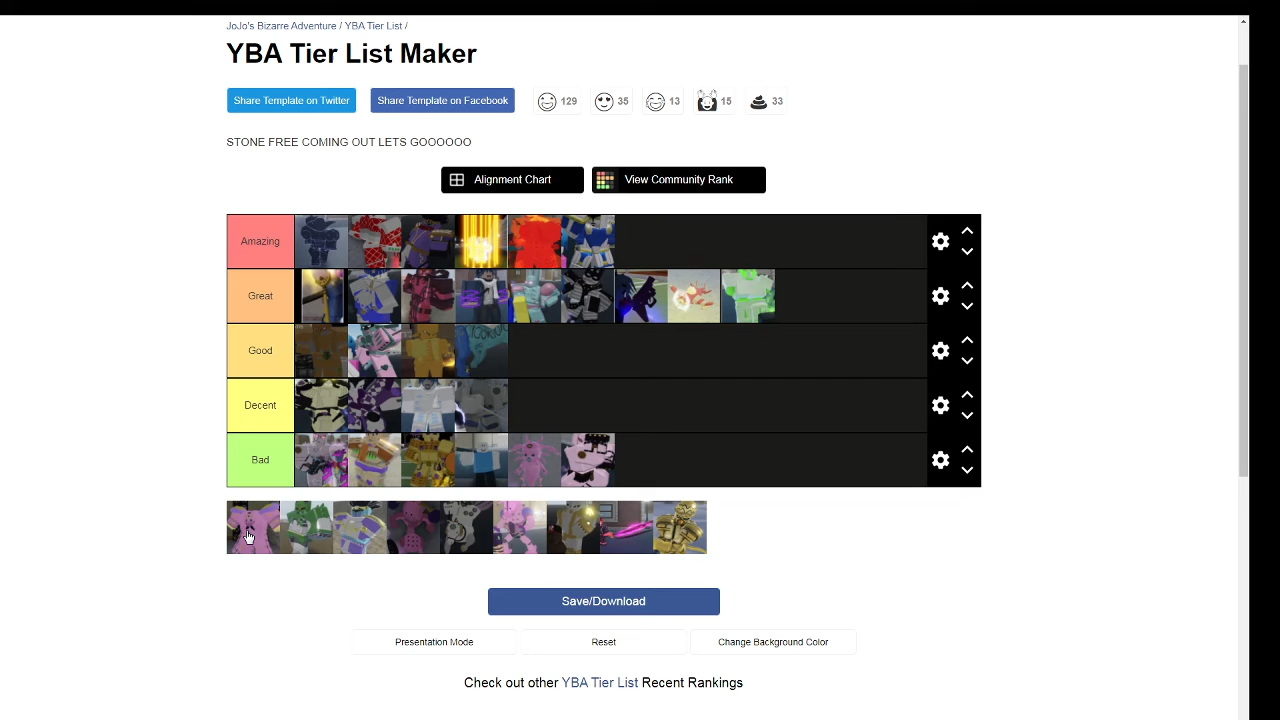 JoJo's Bizarre Adventure / YBA Tier List /
YBA Tier List Maker
Share Template on Twitter
Share Template on Facebook
129
35
13
15
33
STONE FREE COMING OUT LETS GOOOOOO
Alignment Chart
View Community Rank
Amazing
Great
Good
Decent
Bad
Save/Download
Presentation Mode
Reset
Change Background Color
Check out other YBA Tier List Recent Rankings